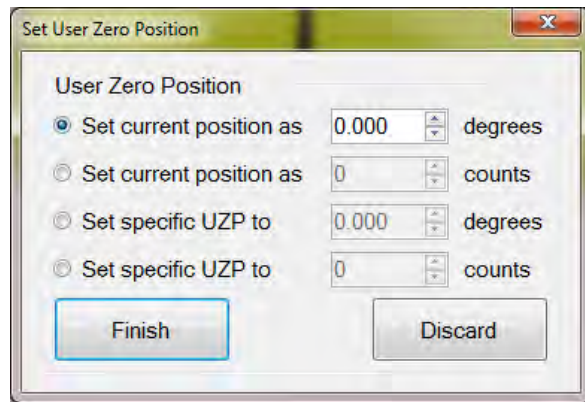 Set User Zero Position
User Zero Position
Set current position as 0.000 degrees
Set current position as 0 counts
Set specific UZP to 0.000 degrees
Set specific UZP to 0 counts
Finish Discard